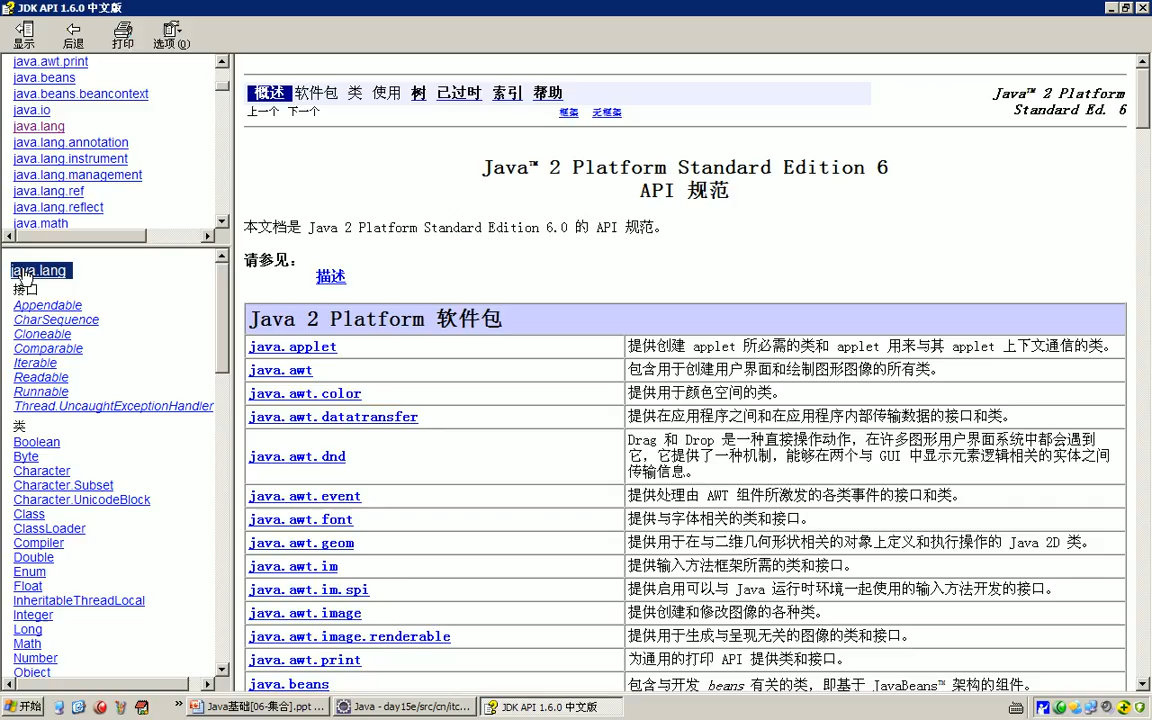 JDK API 1.6.0 中文版
显示 后退 打印 选项(O)
java.awt.print
java.beans
java.beans.beancontext
java.io
java.lang
java.lang.annotation
java.lang.instrument
java.lang.management
java.lang.ref
java.lang.reflect
java.math
java.lang
接口
Appendable
CharSequence
Cloneable
Comparable
Iterable
Readable
Runnable
Thread.UncaughtExceptionHandler
类
Boolean
Byte
Character
Character.Subset
Character.UnicodeBlock
Class
ClassLoader
Compiler
Double
Enum
Float
InheritableThreadLocal
Integer
Long
Math
Number
Object
概述 软件包 类 使用 树 已过时 索引 帮助
Java™ 2 Platform
Standard Ed. 6
上一个 下一个
框架 无框架
Java™ 2 Platform Standard Edition 6
API 规范
本文档是 Java 2 Platform Standard Edition 6.0 的 API 规范。
请参见：
描述
Java 2 Platform 软件包
java.applet 提供创建 applet 所必需的类和 applet 用来与其 applet 上下文通信的类。
java.awt 包含用于创建用户界面和绘制图形图像的所有类。
java.awt.color 提供用于颜色空间的类。
java.awt.datatransfer 提供在应用程序之间和在应用程序内部传输数据的接口和类。
java.awt.dnd Drag 和 Drop 是一种直接操作动作，在许多图形用户界面系统中都会遇到
它，它提供了一种机制，能够在两个与 GUI 中显示元素逻辑相关的实体之间
传输信息。
java.awt.event 提供处理由 AWT 组件所激发的各类事件的接口和类。
java.awt.font 提供与字体相关的类和接口。
java.awt.geom 提供用于在与二维几何形状相关的对象上定义和执行操作的 Java 2D 类。
java.awt.im 提供输入方法框架所需的类和接口。
java.awt.im.spi 提供启用可以与 Java 运行时环境一起使用的输入方法开发的接口。
java.awt.image 提供创建和修改图像的各种类。
java.awt.image.renderable 提供用于生成与呈现无关的图像的类和接口。
java.awt.print 为通用的打印 API 提供类和接口。
java.beans 包含与开发 beans 有关的类，即基于 JavaBeans™ 架构的组件。
开始 » Java基础[06-集合].ppt ... Java - day15e/src/cn/itc... JDK API 1.6.0 中文版